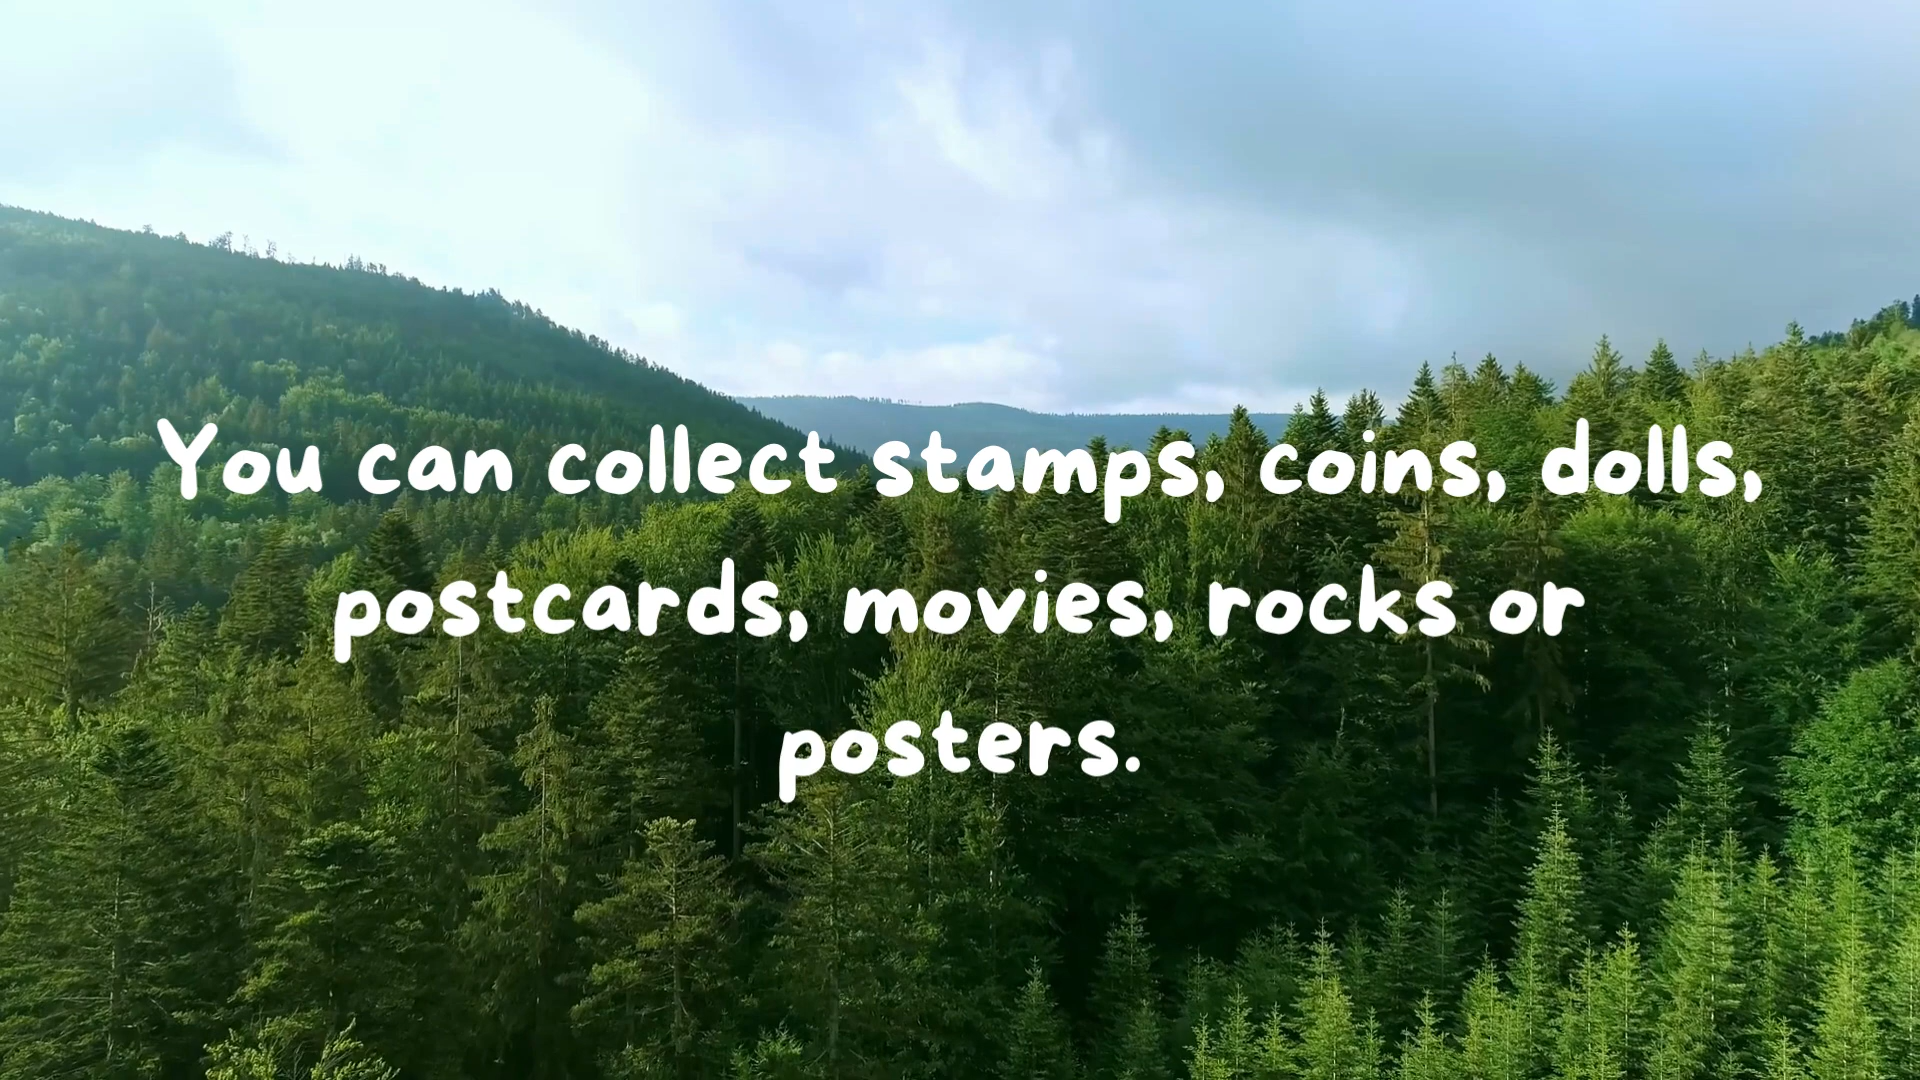 You can collect stamps, coins, dolls,
postcards, movies, rocks or
posters.